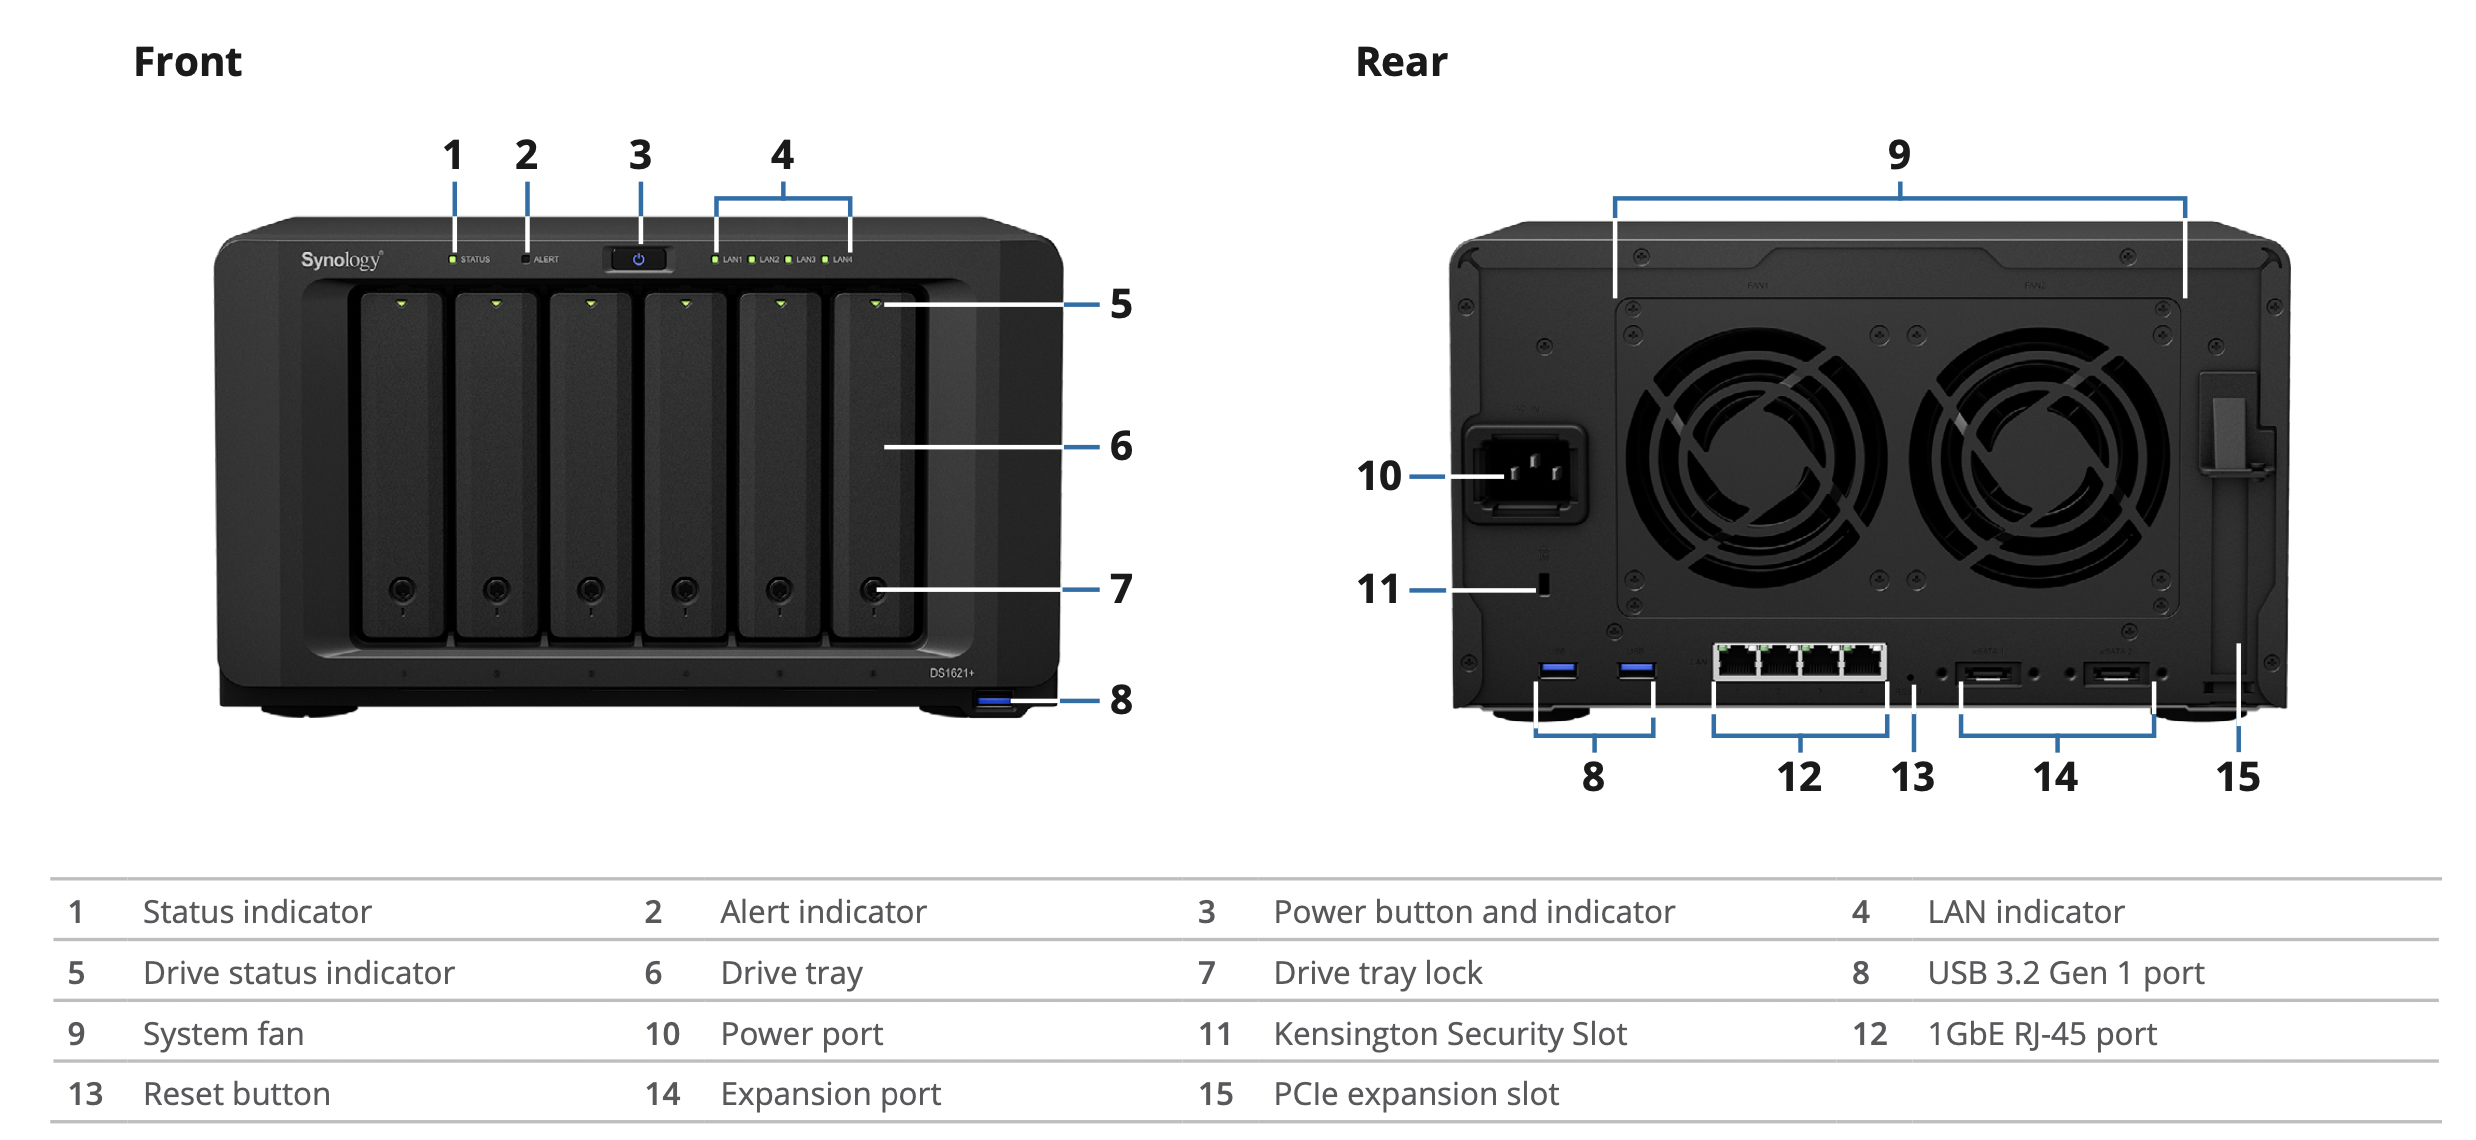 Front
Rear
1 2 3 4
9
Synology
STATUS ALERT LAN1 LAN2 LAN3 LAN4
FAN1 FAN2
5
6
10
7
11
DS1621+
8
8 12 13 14 15
1 Status indicator 2 Alert indicator 3 Power button and indicator 4 LAN indicator
5 Drive status indicator 6 Drive tray 7 Drive tray lock 8 USB 3.2 Gen 1 port
9 System fan 10 Power port 11 Kensington Security Slot 12 1GbE RJ-45 port
13 Reset button 14 Expansion port 15 PCIe expansion slot